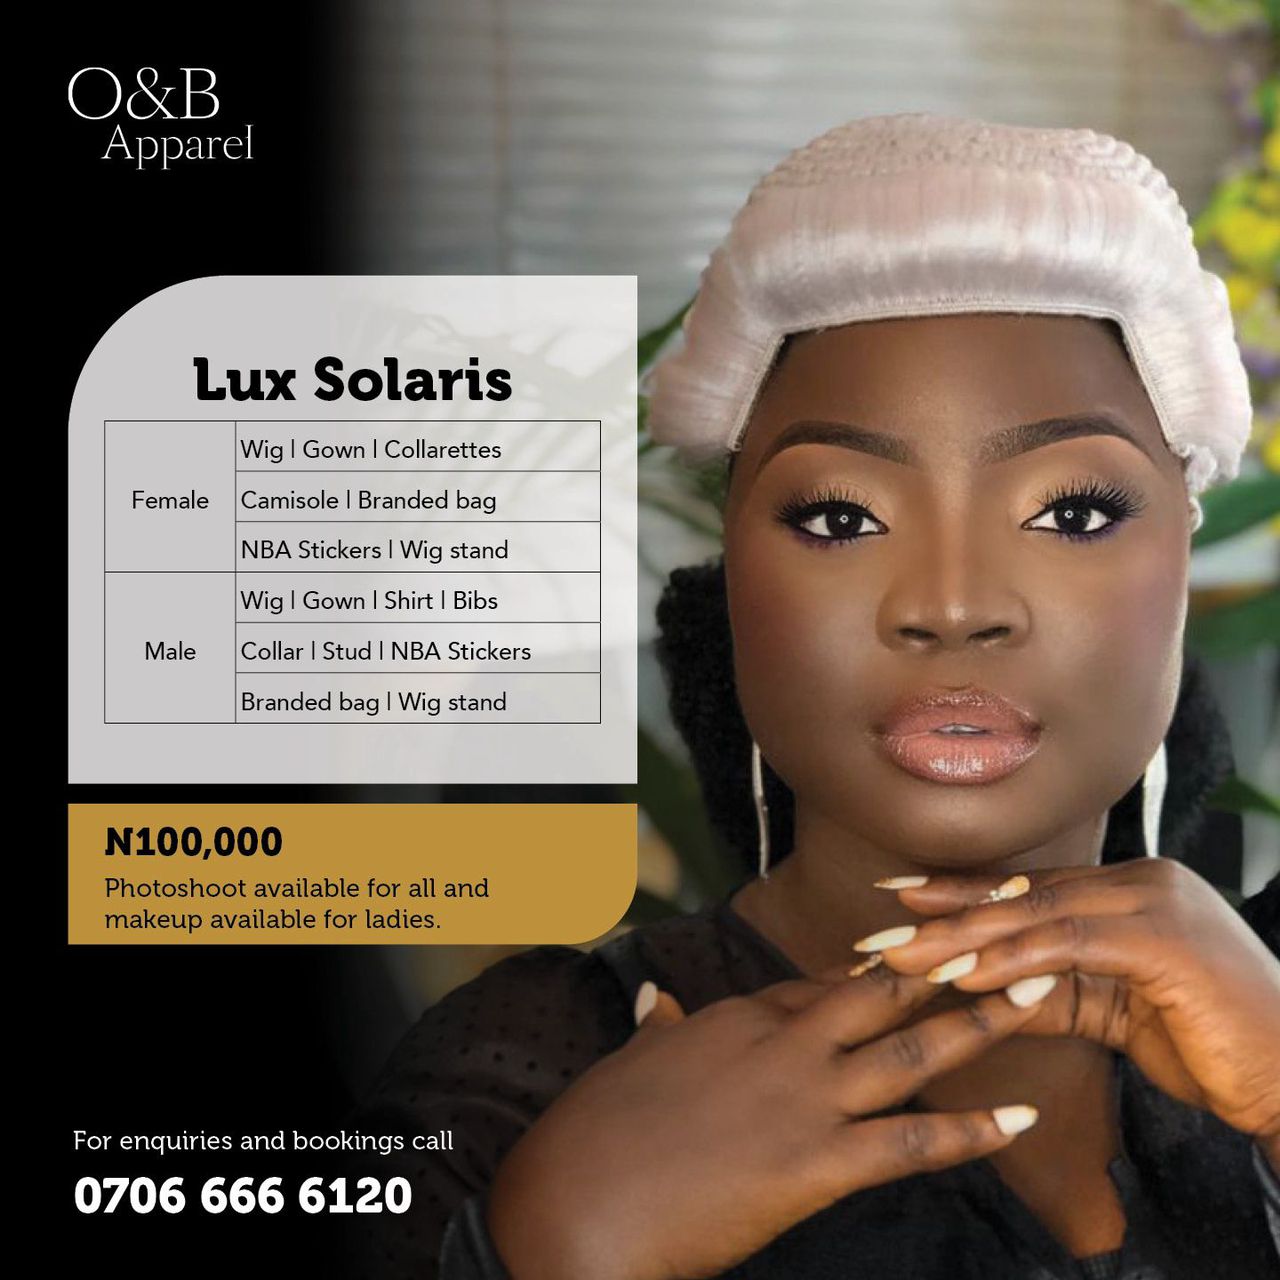 O&B
Apparel
Lux Solaris
Female
Wig | Gown | Collarettes
Camisole | Branded bag
NBA Stickers | Wig stand
Male
Wig | Gown | Shirt | Bibs
Collar | Stud | NBA Stickers
Branded bag | Wig stand
N100,000
Photoshoot available for all and
makeup available for ladies.
For enquiries and bookings call
0706 666 6120